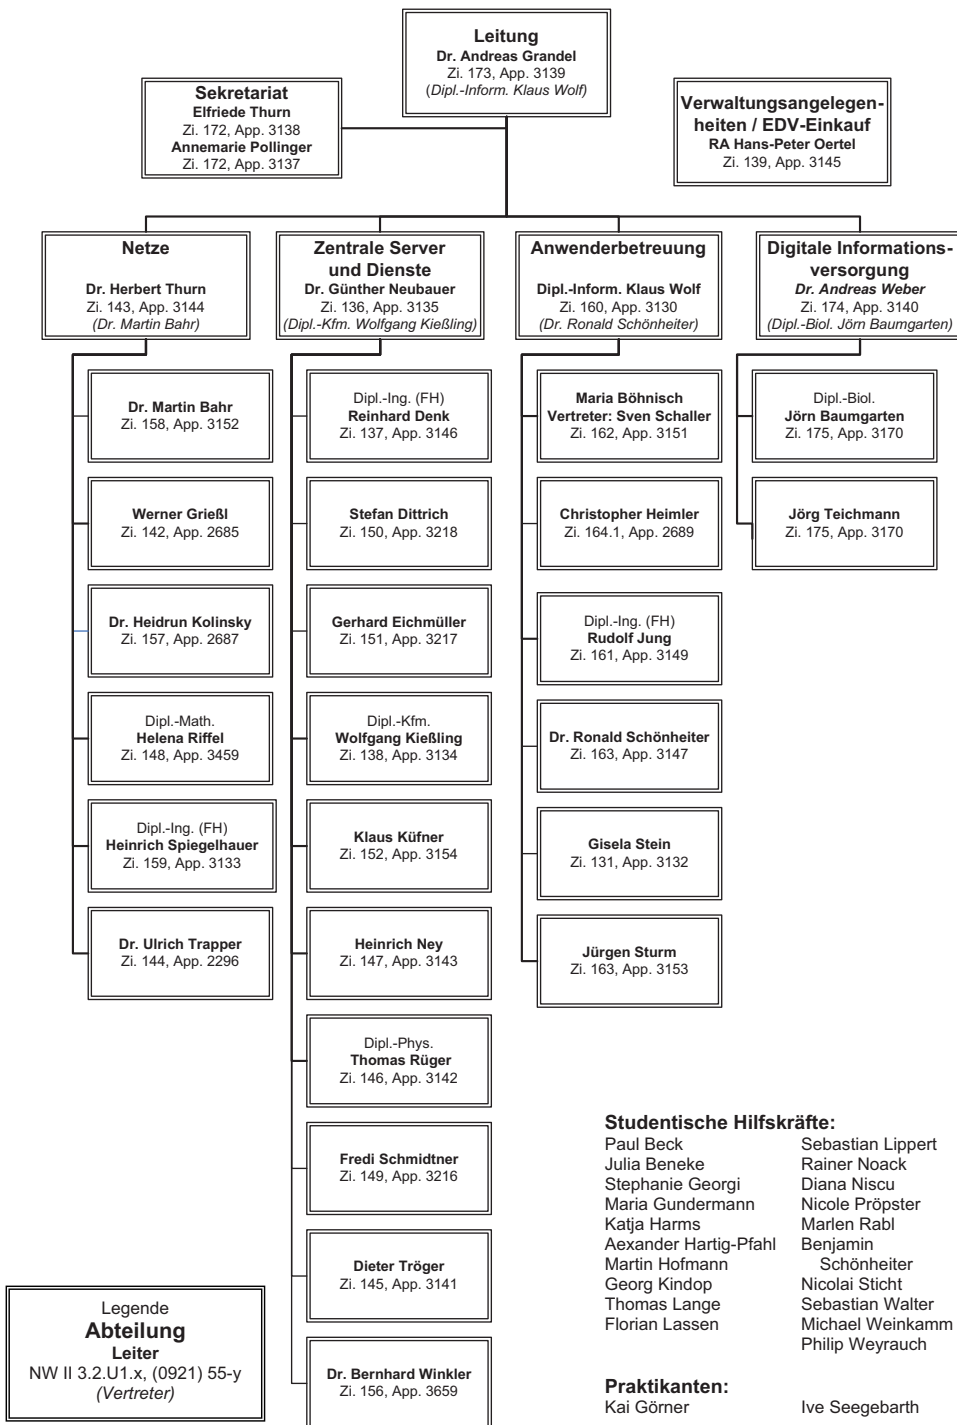 Leitung
Dr. Andreas Grandel
Zi. 173, App. 3139
(Dipl.-Inform. Klaus Wolf)
Sekretariat
Elfriede Thurn
Zi. 172, App. 3138
Annemarie Pollinger
Zi. 172, App. 3137
Verwaltungsangelegen-
heiten / EDV-Einkauf
RA Hans-Peter Oertel
Zi. 139, App. 3145
Netze
Dr. Herbert Thurn
Zi. 143, App. 3144
(Dr. Martin Bahr)
Dr. Martin Bahr
Zi. 158, App. 3152
Werner Grießl
Zi. 142, App. 2685
Dr. Heidrun Kolinsky
Zi. 157, App. 2687
Dipl.-Math.
Helena Riffel
Zi. 148, App. 3459
Dipl.-Ing. (FH)
Heinrich Spiegelhauer
Zi. 159, App. 3133
Dr. Ulrich Trapper
Zi. 144, App. 2296
Zentrale Server
und Dienste
Dr. Günther Neubauer
Zi. 136, App. 3135
(Dipl.-Kfm. Wolfgang Kießling)
Dipl.-Ing. (FH)
Reinhard Denk
Zi. 137, App. 3146
Stefan Dittrich
Zi. 150, App. 3218
Gerhard Eichmüller
Zi. 151, App. 3217
Dipl.-Kfm.
Wolfgang Kießling
Zi. 138, App. 3134
Klaus Küfner
Zi. 152, App. 3154
Heinrich Ney
Zi. 147, App. 3143
Dipl.-Phys.
Thomas Rüger
Zi. 146, App. 3142
Fredi Schmidtner
Zi. 149, App. 3216
Dieter Tröger
Zi. 145, App. 3141
Dr. Bernhard Winkler
Zi. 156, App. 3659
Anwenderbetreuung
Dipl.-Inform. Klaus Wolf
Zi. 160, App. 3130
(Dr. Ronald Schönheiter)
Maria Böhnisch
Vertreter: Sven Schaller
Zi. 162, App. 3151
Christopher Heimler
Zi. 164.1, App. 2689
Dipl.-Ing. (FH)
Rudolf Jung
Zi. 161, App. 3149
Dr. Ronald Schönheiter
Zi. 163, App. 3147
Gisela Stein
Zi. 131, App. 3132
Jürgen Sturm
Zi. 163, App. 3153
Digitale Informations-
versorgung
Dr. Andreas Weber
Zi. 174, App. 3140
(Dipl.-Biol. Jörn Baumgarten)
Dipl.-Biol.
Jörn Baumgarten
Zi. 175, App. 3170
Jörg Teichmann
Zi. 175, App. 3170
Legende
Abteilung
Leiter
NW II 3.2.U1.x, (0921) 55-y
(Vertreter)
Studentische Hilfskräfte:
Paul Beck
Julia Beneke
Stephanie Georgi
Maria Gundermann
Katja Harms
Aexander Hartig-Pfahl
Martin Hofmann
Georg Kindop
Thomas Lange
Florian Lassen
Sebastian Lippert
Rainer Noack
Diana Niscu
Nicole Pröpster
Marlen Rabl
Benjamin
Schönheiter
Nicolai Sticht
Sebastian Walter
Michael Weinkamm
Philip Weyrauch
Praktikanten:
Kai Görner
Ive Seegebarth